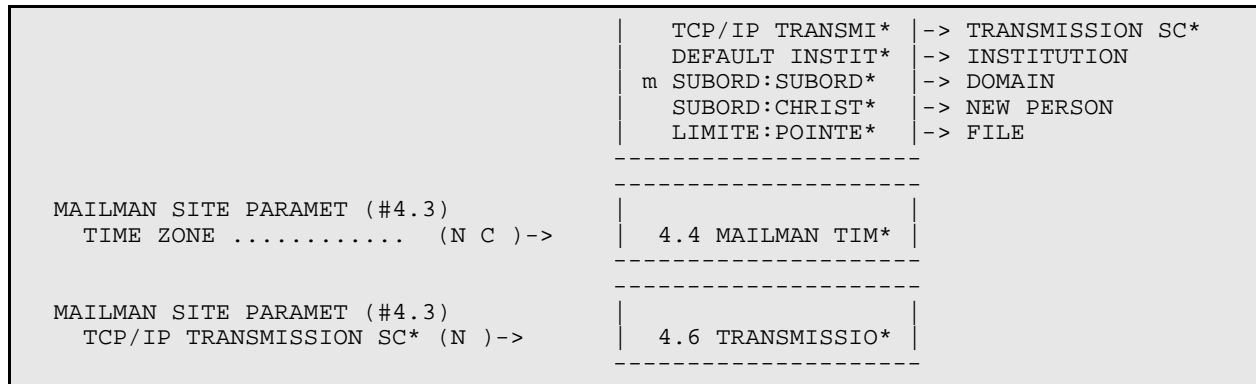 | TCP/IP TRANSMI* |-> TRANSMISSION SC*
| DEFAULT INSTIT* |-> INSTITUTION
| m SUBORD:SUBORD* |-> DOMAIN
| SUBORD:CHRIST* |-> NEW PERSON
| LIMITE:POINTE* |-> FILE
----------------------
----------------------
MAILMAN SITE PARAMET (#4.3) | |
TIME ZONE ............ (N C )-> | 4.4 MAILMAN TIM* |
----------------------
----------------------
MAILMAN SITE PARAMET (#4.3) | |
TCP/IP TRANSMISSION SC* (N )-> | 4.6 TRANSMISSIO* |
----------------------